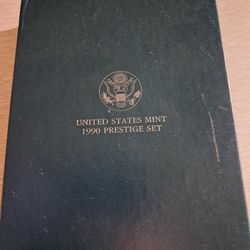 UNITED STATES MINT
1990 PRESTIGE SET